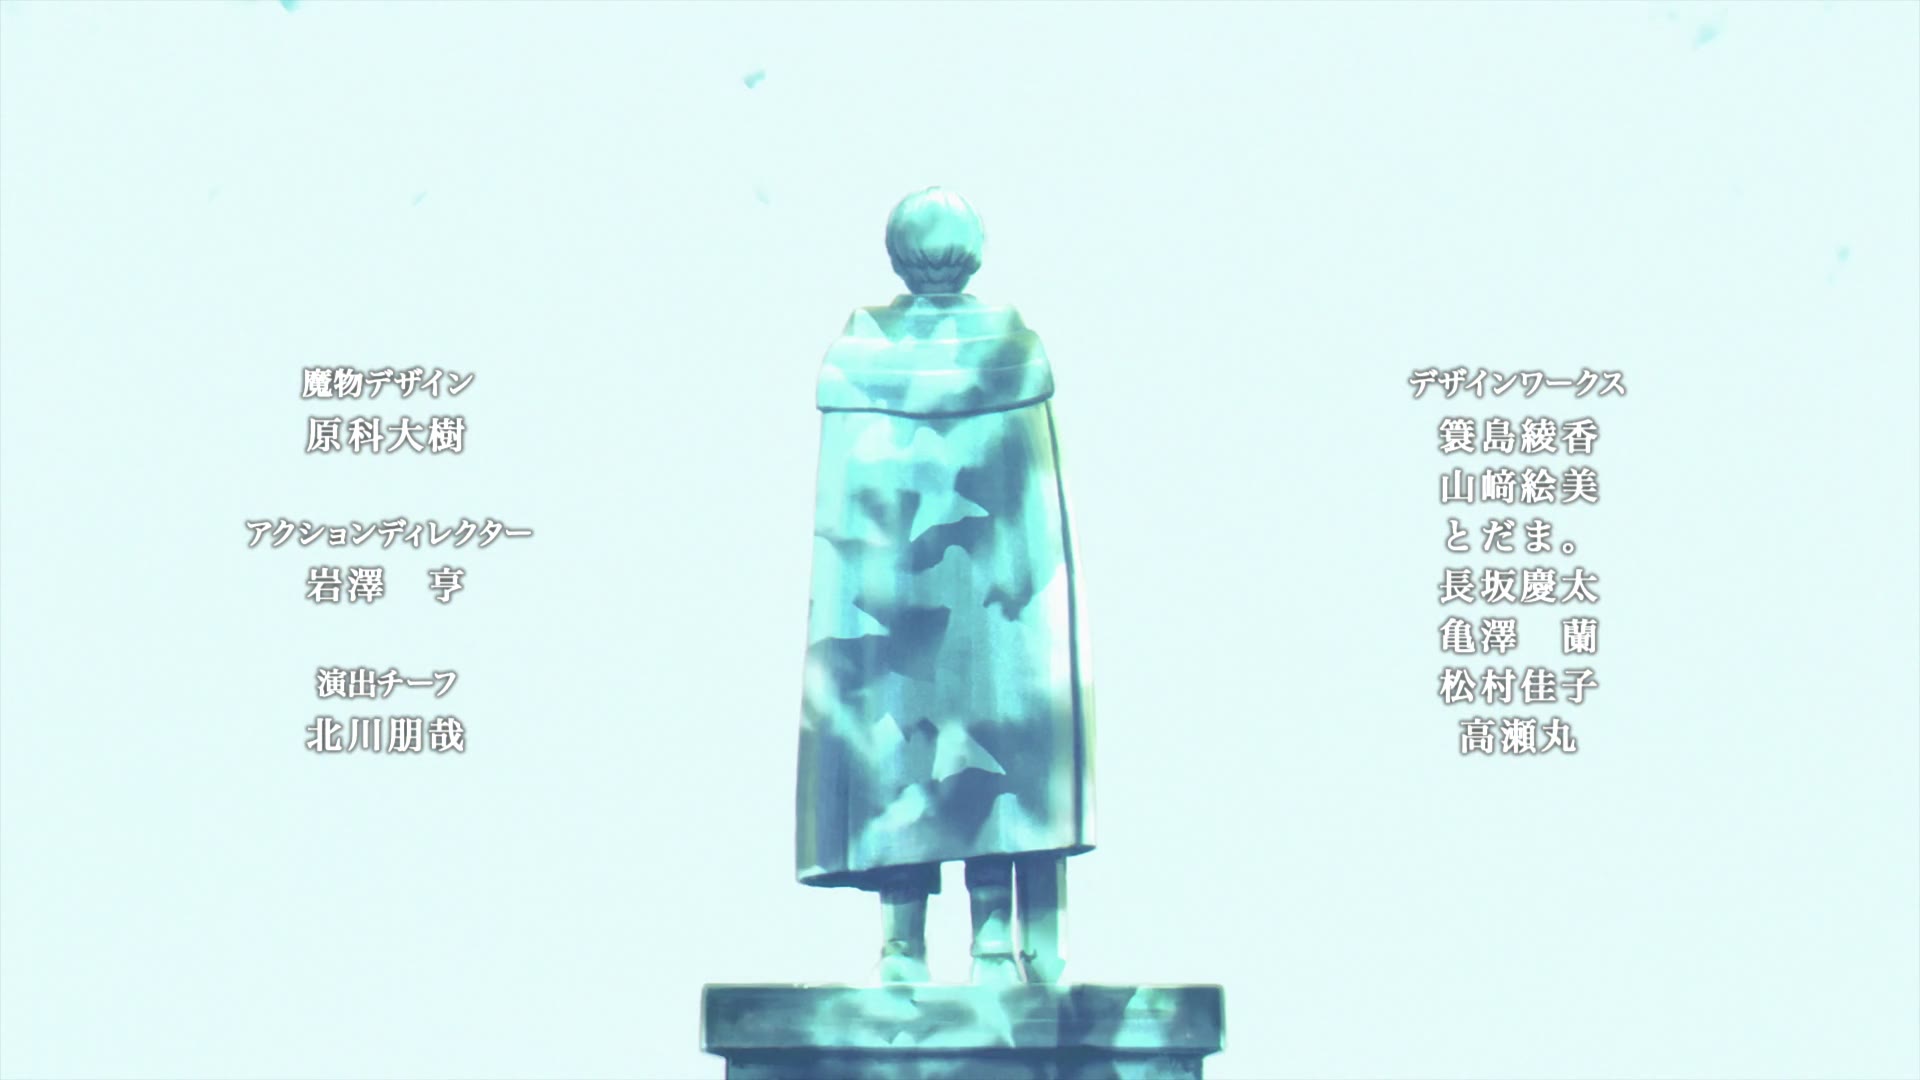 魔物デザイン
原科大樹
アクションディレクター
岩澤　亨
演出チーフ
北川朋哉
デザインワークス
簑島綾香
山﨑絵美
とだま。
長坂慶太
亀澤　蘭
松村佳子
高瀬丸